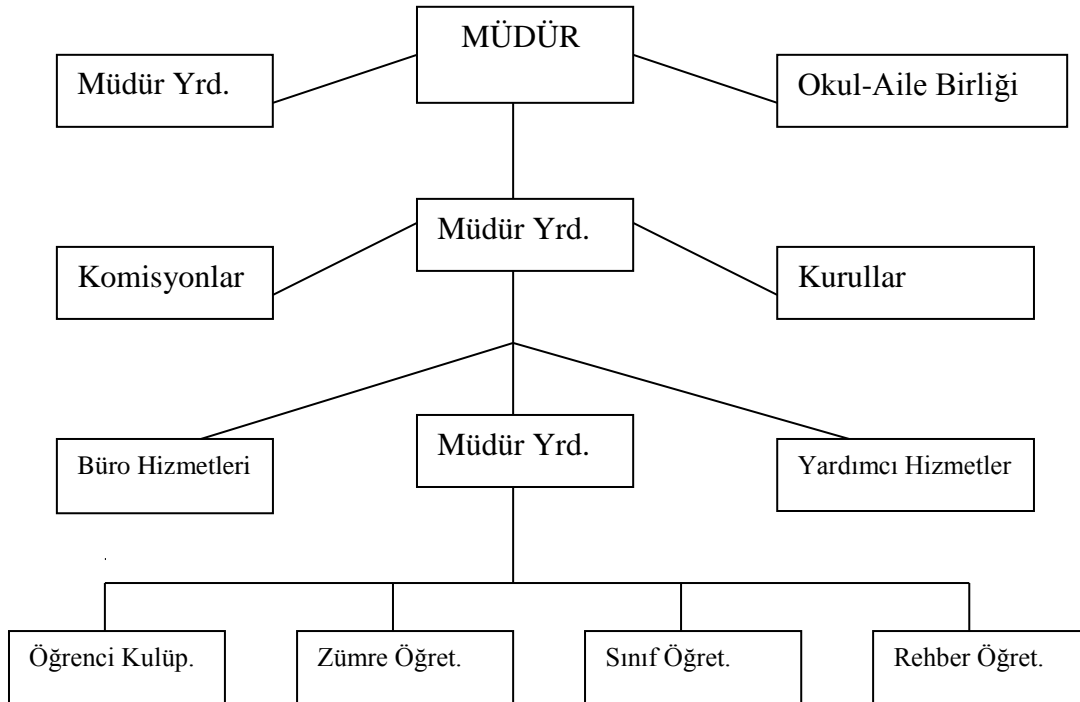 MÜDÜR
Müdür Yrd.
Okul-Aile Birliği
Müdür Yrd.
Komisyonlar
Kurullar
Müdür Yrd.
Büro Hizmetleri
Yardımcı Hizmetler
Öğrenci Kulüp.
Zümre Öğret.
Sınıf Öğret.
Rehber Öğret.